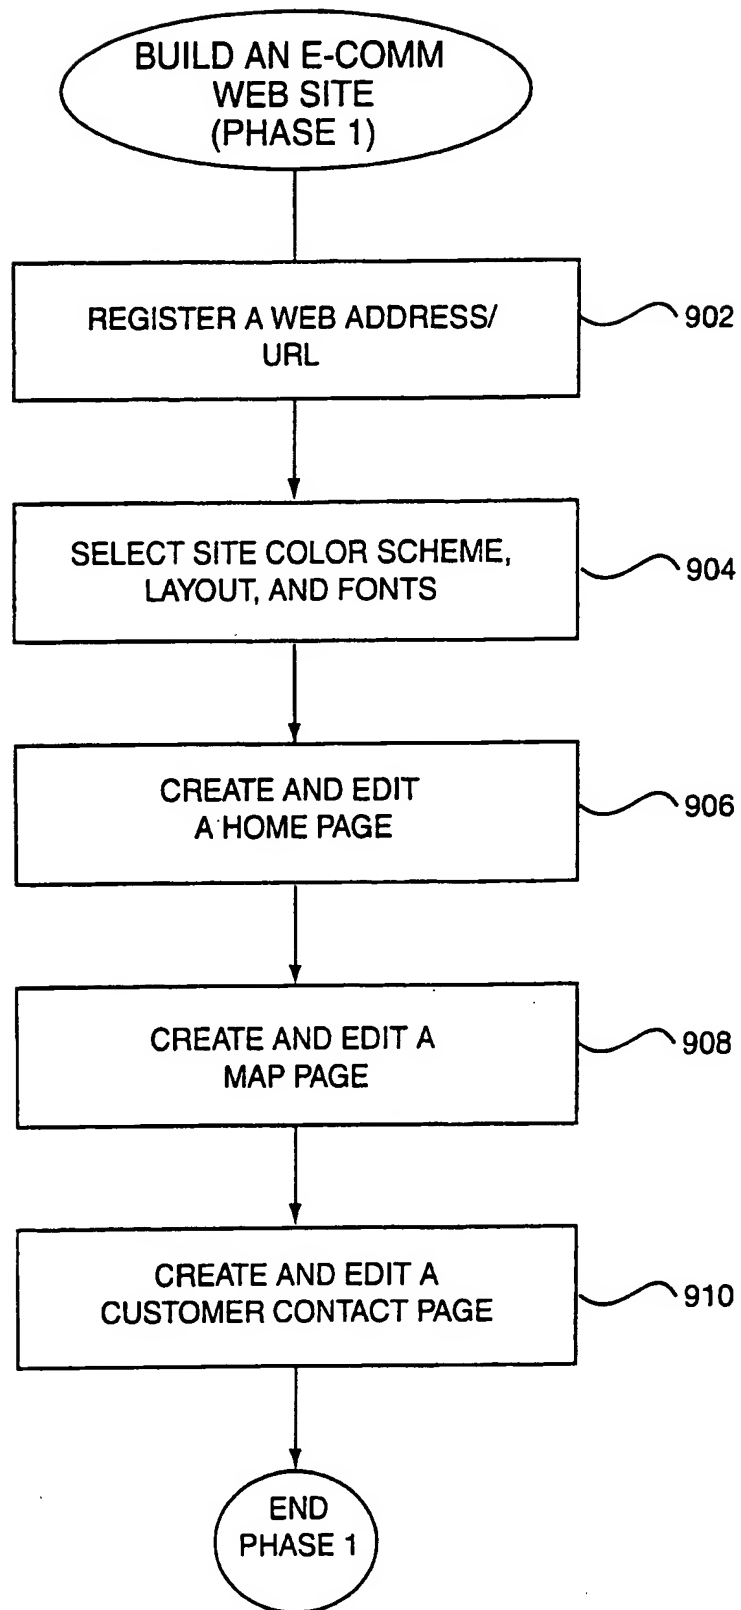 BUILD AN E-COMM
WEB SITE
(PHASE 1)
REGISTER A WEB ADDRESS/
URL
902
SELECT SITE COLOR SCHEME,
LAYOUT, AND FONTS
904
CREATE AND EDIT
A HOME PAGE
906
CREATE AND EDIT A
MAP PAGE
908
CREATE AND EDIT A
CUSTOMER CONTACT PAGE
910
END
PHASE 1